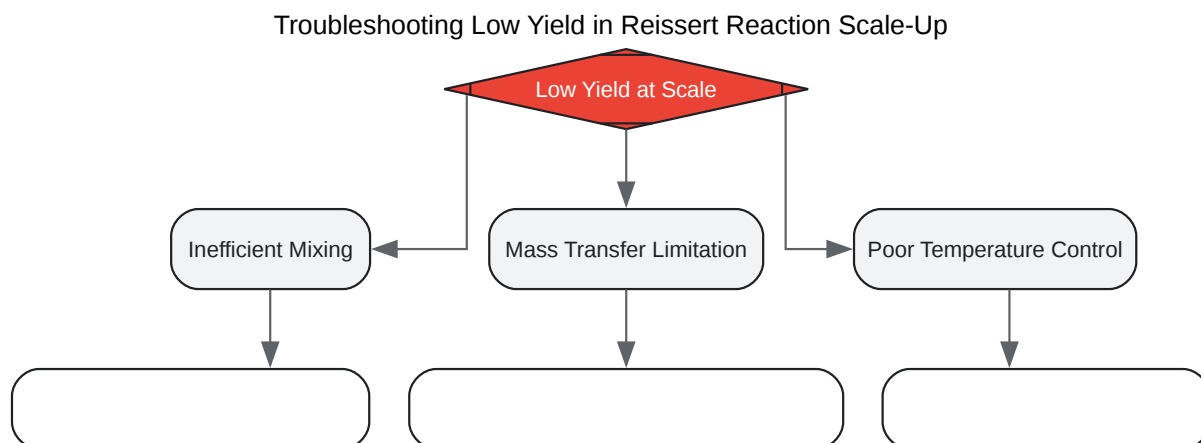 Troubleshooting Low Yield in Reissert Reaction Scale-Up
Low Yield at Scale
Inefficient Mixing
Mass Transfer Limitation
Poor Temperature Control